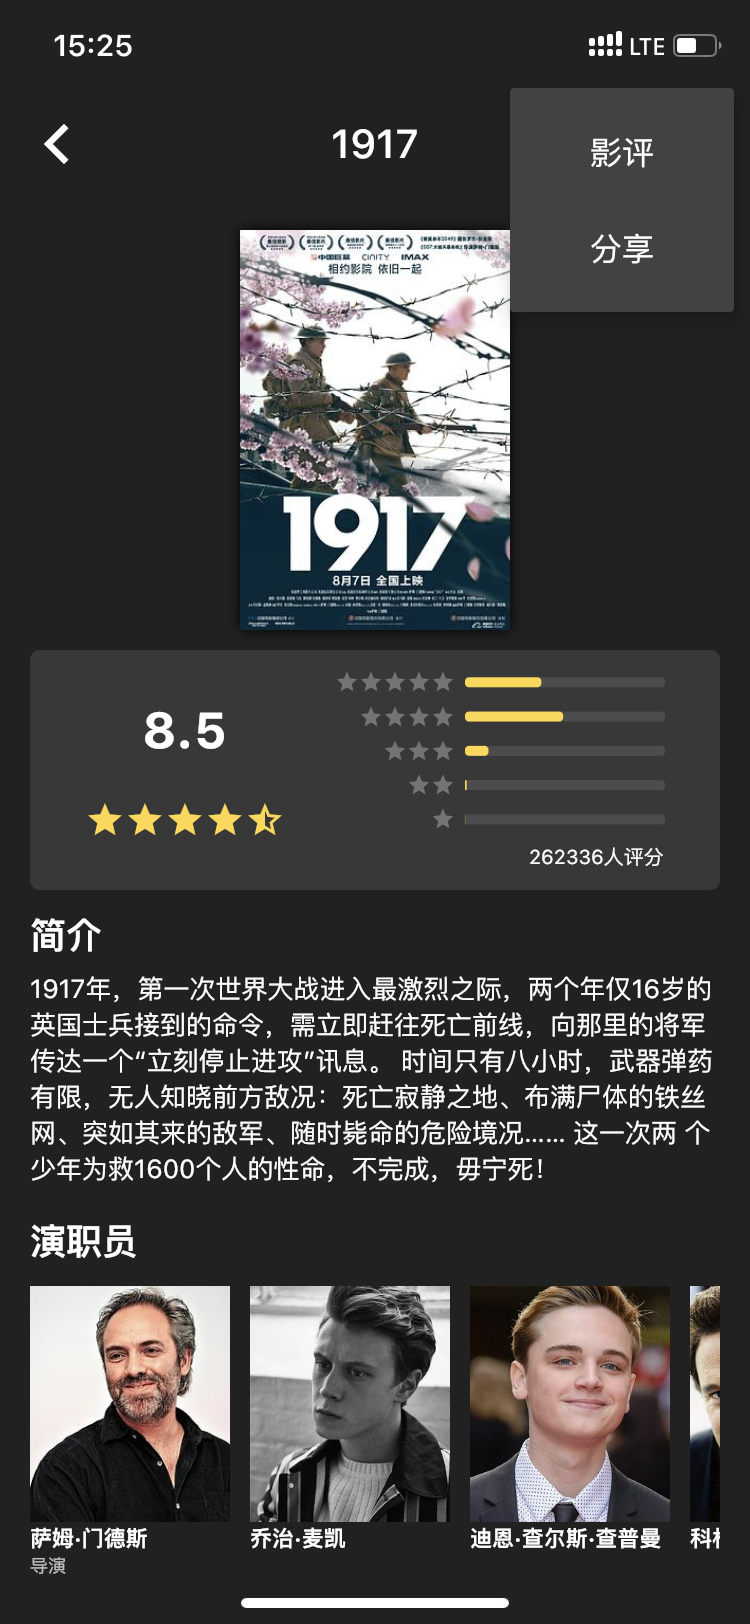 15:25
LTE
1917
影评
分享
中国巨幕 CINITY IMAX
相约影院 依旧一起
1917
8月7日 全国上映
8.5
262336人评分
简介
1917年，第一次世界大战进入最激烈之际，两个年仅16岁的
英国士兵接到的命令，需立即赶往死亡前线，向那里的将军
传达一个“立刻停止进攻”讯息。 时间只有八小时，武器弹药
有限，无人知晓前方敌况：死亡寂静之地、布满尸体的铁丝
网、突如其来的敌军、随时毙命的危险境况…… 这一次两 个
少年为救1600个人的性命，不完成，毋宁死！
演职员
萨姆·门德斯
导演
乔治·麦凯
迪恩·查尔斯·查普曼
科